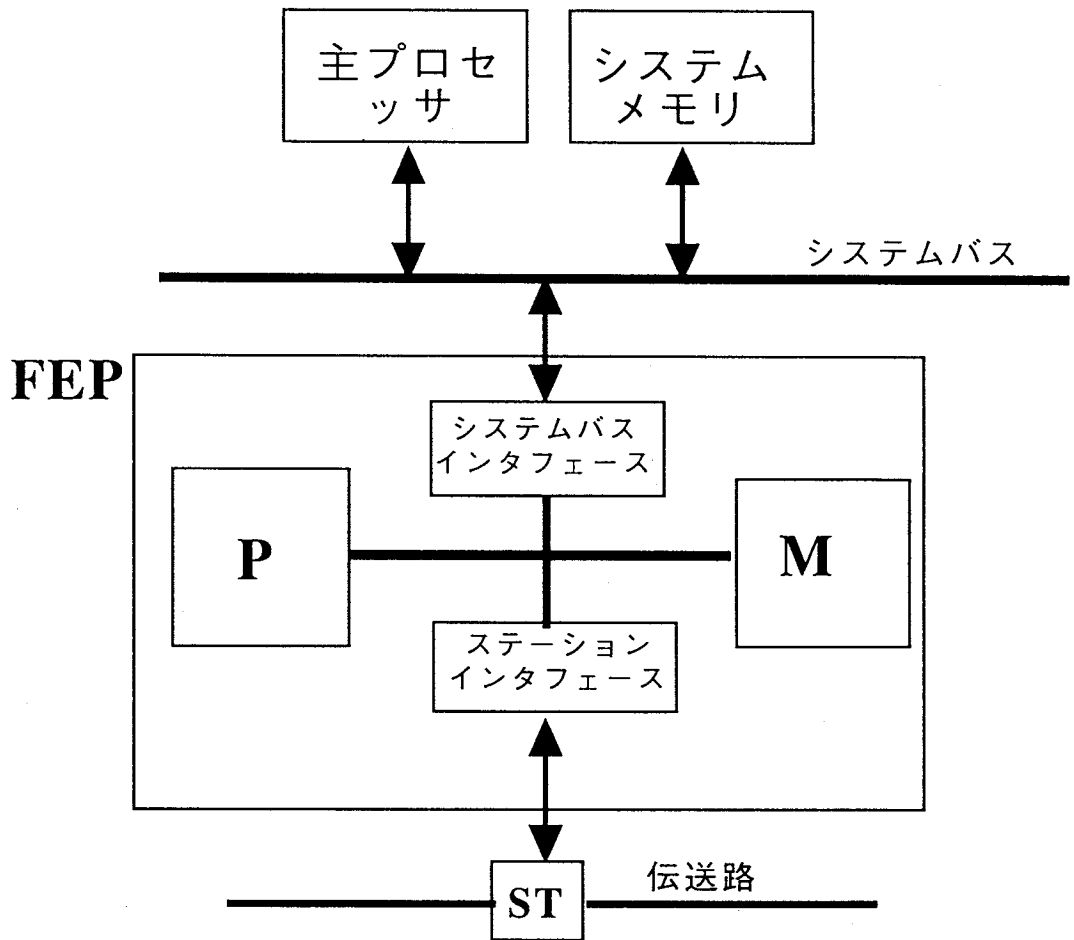 主プロセ
ッサ
システム
メモリ
システムバス
FEP
システムバス
インタフェース
P
M
ステーション
インタフェース
ST
伝送路